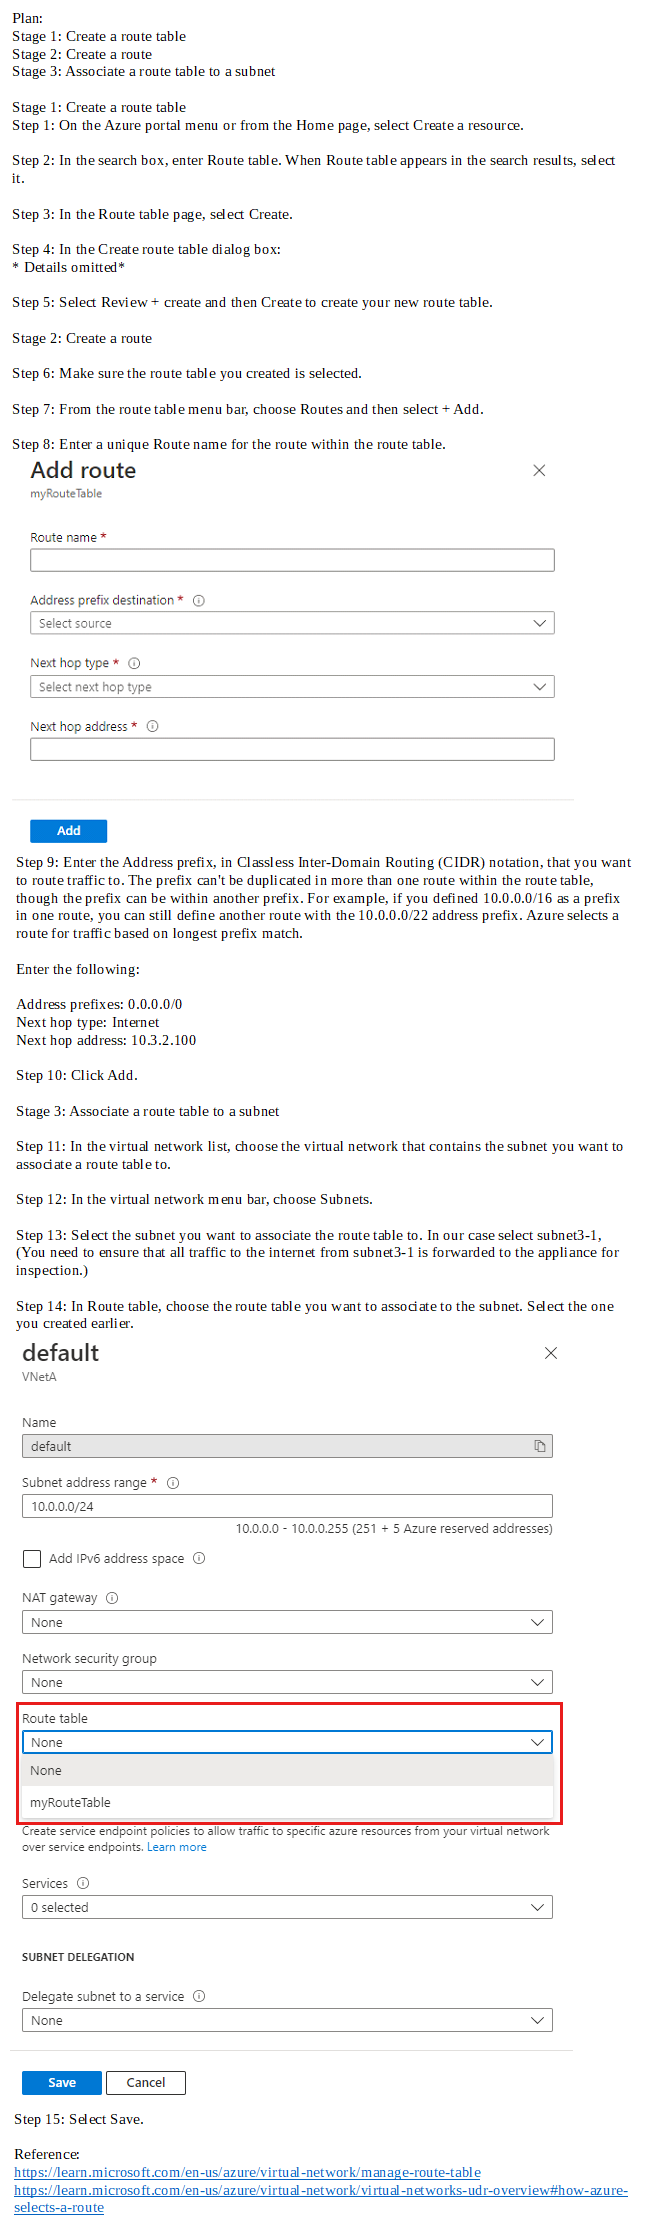 Plan:
Stage 1: Create a route table
Stage 2: Create a route
Stage 3: Associate a route table to a subnet
Stage 1: Create a route table
Step 1: On the Azure portal menu or from the Home page, select Create a resource.
Step 2: In the search box, enter Route table. When Route table appears in the search results, select
it.
Step 3: In the Route table page, select Create.
Step 4: In the Create route table dialog box:
* Details omitted*
Step 5: Select Review + create and then Create to create your new route table.
Stage 2: Create a route
Step 6: Make sure the route table you created is selected.
Step 7: From the route table menu bar, choose Routes and then select + Add.
Step 8: Enter a unique Route name for the route within the route table.
Add route
myRouteTable
Route name *
Address prefix destination *
Select source
Next hop type *
Select next hop type
Next hop address *
Add
Step 9: Enter the Address prefix, in Classless Inter-Domain Routing (CIDR) notation, that you want
to route traffic to. The prefix can't be duplicated in more than one route within the route table,
though the prefix can be within another prefix. For example, if you defined 10.0.0.0/16 as a prefix
in one route, you can still define another route with the 10.0.0.0/22 address prefix. Azure selects a
route for traffic based on longest prefix match.
Enter the following:
Address prefixes: 0.0.0.0/0
Next hop type: Internet
Next hop address: 10.3.2.100
Step 10: Click Add.
Stage 3: Associate a route table to a subnet
Step 11: In the virtual network list, choose the virtual network that contains the subnet you want to
associate a route table to.
Step 12: In the virtual network menu bar, choose Subnets.
Step 13: Select the subnet you want to associate the route table to. In our case select subnet3-1,
(You need to ensure that all traffic to the internet from subnet3-1 is forwarded to the appliance for
inspection.)
Step 14: In Route table, choose the route table you want to associate to the subnet. Select the one
you created earlier.
default
VNetA
Name
default
Subnet address range *
10.0.0.0/24
10.0.0.0 - 10.0.0.255 (251 + 5 Azure reserved addresses)
Add IPv6 address space
NAT gateway
None
Network security group
None
Route table
None
None
myRouteTable
Create service endpoint policies to allow traffic to specific azure resources from your virtual network
over service endpoints. Learn more
Services
0 selected
SUBNET DELEGATION
Delegate subnet to a service
None
Save Cancel
Step 15: Select Save.
Reference:
https://learn.microsoft.com/en-us/azure/virtual-network/manage-route-table
https://learn.microsoft.com/en-us/azure/virtual-network/virtual-networks-udr-overview#how-azure-
selects-a-route